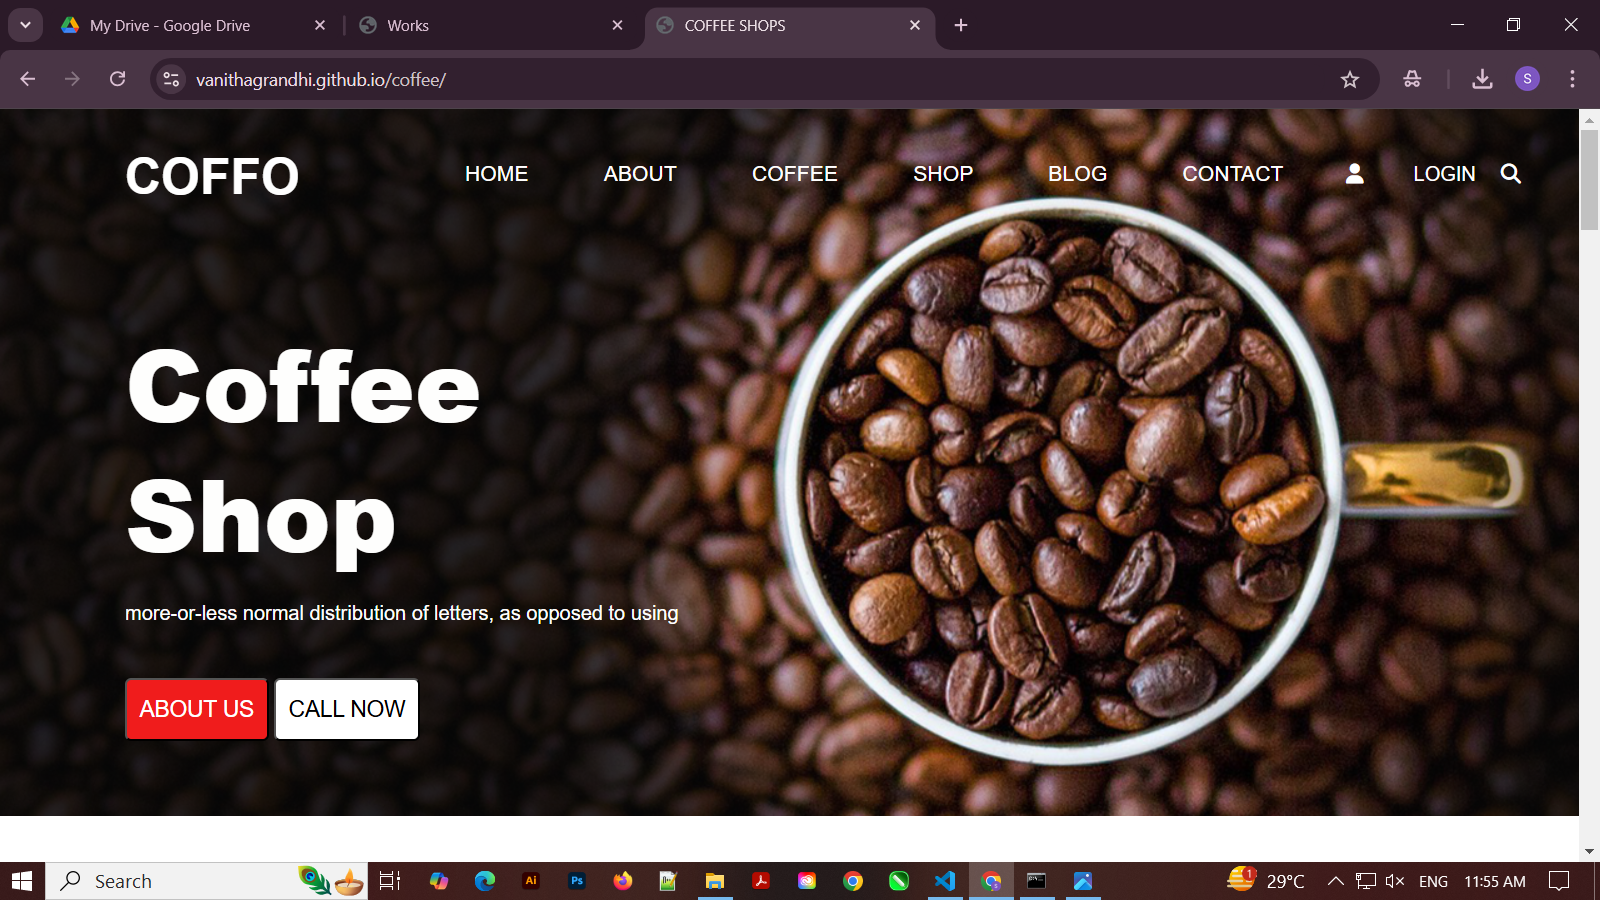 My Drive - Google Drive
Works
COFFEE SHOPS
vanithagrandhi.github.io/coffee/
S
COFFO
HOME
ABOUT
COFFEE
SHOP
BLOG
CONTACT
LOGIN
Coffee
Shop
more-or-less normal distribution of letters, as opposed to using
ABOUT US
CALL NOW
Search
Ai
Ps
1
29°C
ENG
11:55 AM